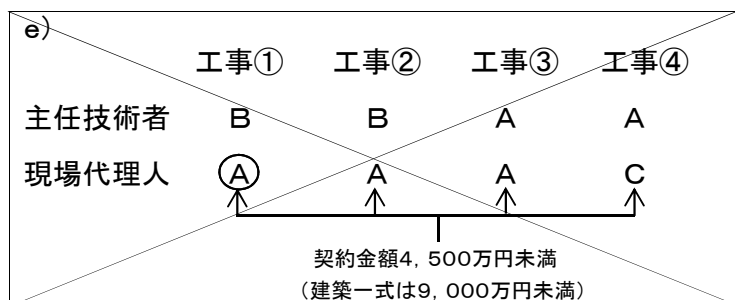 e）
工事① 工事② 工事③ 工事④
主任技術者 B B A A
現場代理人 A A A C
契約金額4，500万円未満
（建築一式は9，000万円未満）